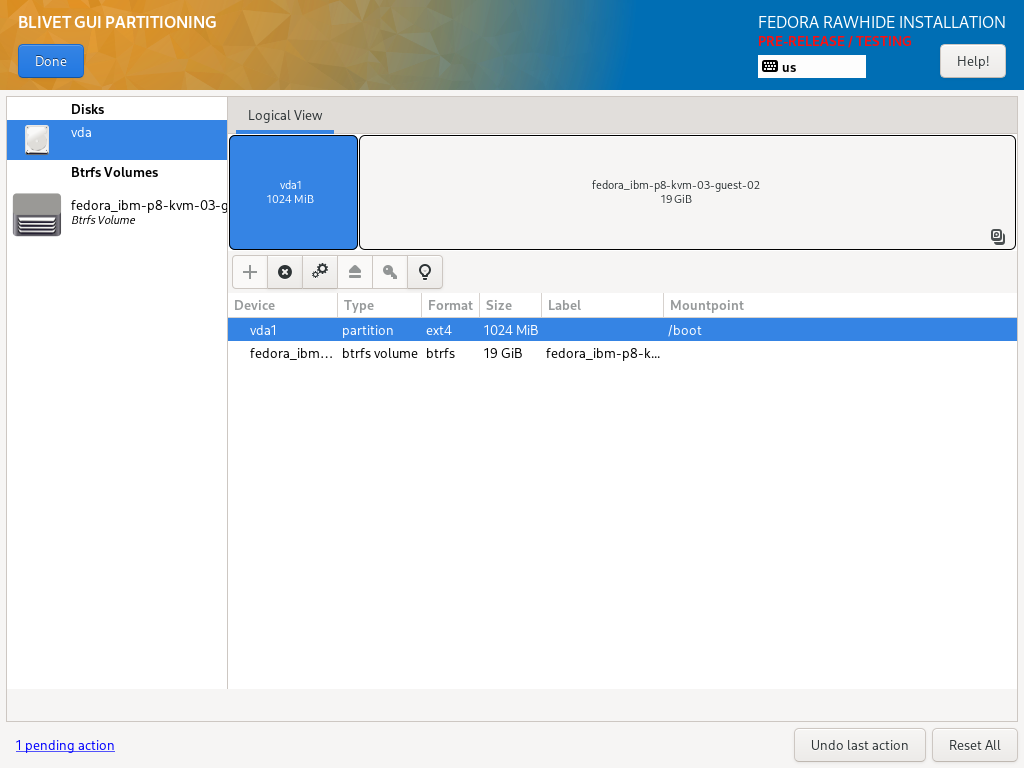 BLIVET GUI PARTITIONING
Done
FEDORA RAWHIDE INSTALLATION
PRE-RELEASE / TESTING
us
Help!
Disks
vda
Btrfs Volumes
fedora_ibm-p8-kvm-03-g
Btrfs Volume
Logical View
vda1
1024 MiB
fedora_ibm-p8-kvm-03-guest-02
19 GiB
Device Type Format Size Label Mountpoint
vda1 partition ext4 1024 MiB /boot
fedora_ibm... btrfs volume btrfs 19 GiB fedora_ibm-p8-k...
1 pending action
Undo last action
Reset All